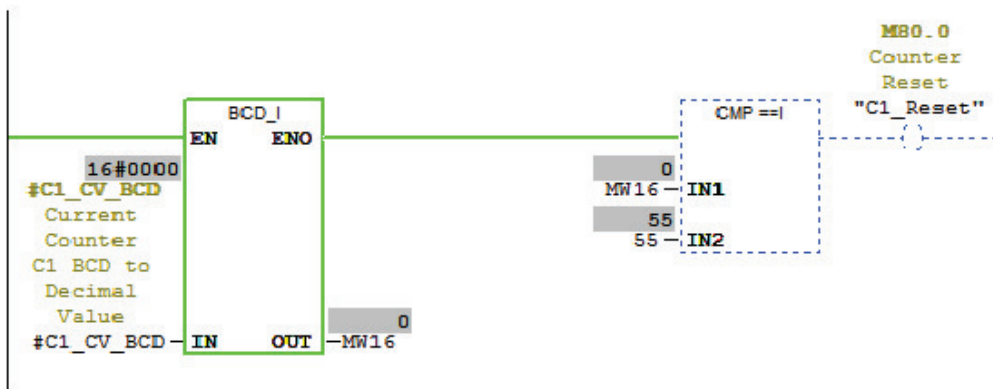 M80.0
Counter
Reset
"C1_Reset"
BCD_I
EN ENO
CMP ==I
16#0000
#C1_CV_BCD
Current
Counter
C1 BCD to
Decimal
Value
#C1_CV_BCD IN OUT MW16
0
0
MW16 IN1
55
55 IN2